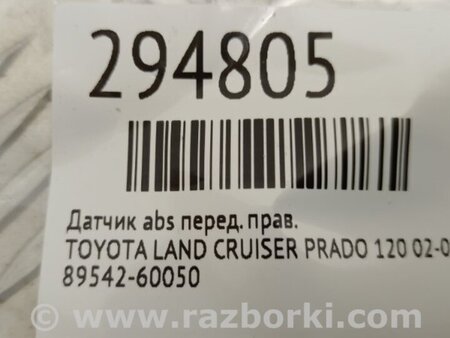 294805
Датчик abs перед. прав.
TOYOTA LAND CRUISER PRADO 120 02-0
89542-60050
© www.razborki.com